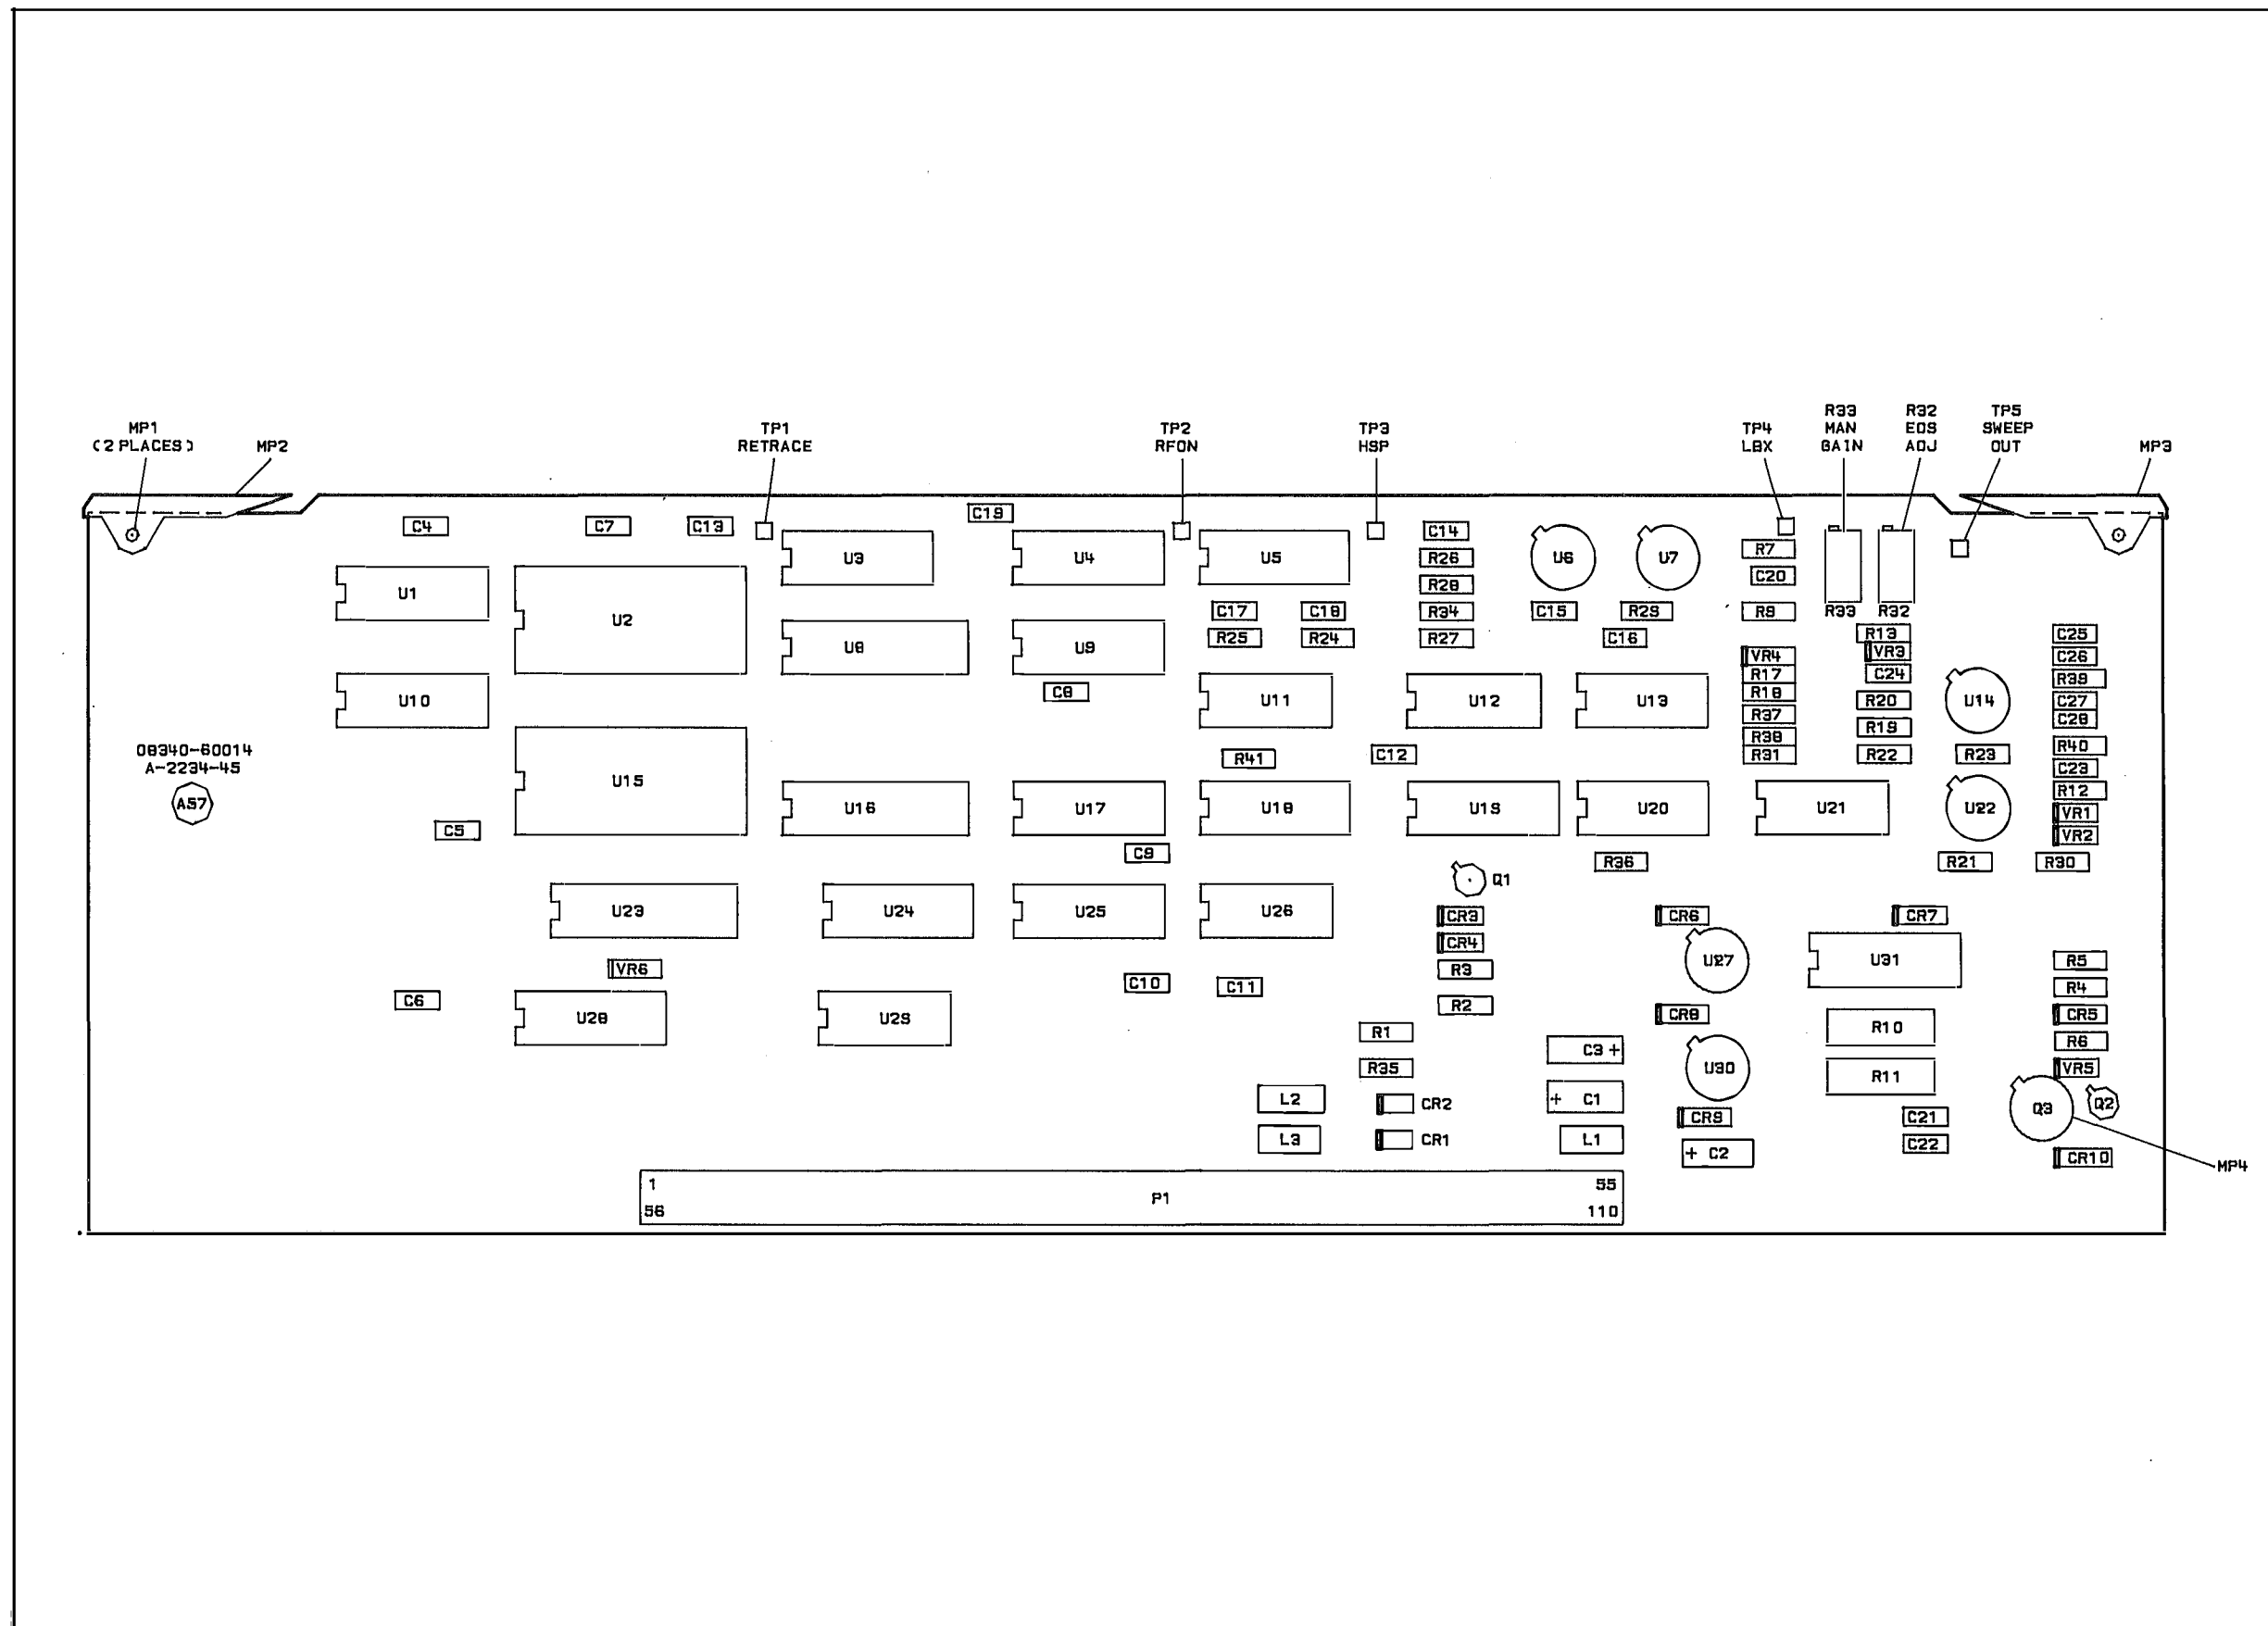 MP1
(2 PLACES)
MP2
TP1
RETRACE
TP2
RFON
TP3
HSP
TP4
LBX
R33
MAN
GAIN
R32
EOS
ADJ
TP5
SWEEP
OUT
MP3
C4
C7
C13
C19
U3
U4
U5
C14
R26
R28
R34
R27
U6
U7
C15
R29
C16
R7
C20
R8
R33
R32
U1
U2
U8
U9
C17
C18
R25
R24
R13
VR3
C24
VR4
R17
R18
R37
R38
R31
C25
C26
R39
C27
C28
R40
C23
R12
VR1
VR2
U10
C8
U11
U12
U13
R20
R19
R22
U14
R23
08340-60014
A-2234-45
A57
U15
R41
C12
U16
U17
U18
U19
U20
U21
U22
C5
C9
R36
R21
R30
Q1
U23
U24
U25
U26
CR3
CR4
R3
R2
CR6
CR7
U27
U31
R5
R4
CR5
R6
VR5
VR6
C6
C10
C11
U28
U29
R1
R35
C3 +
CR8
R10
U30
R11
L2
CR2
+ C1
Q3
Q2
L3
CR1
L1
CR9
+ C2
C21
C22
CR10
MP4
1
P1
55
56
110